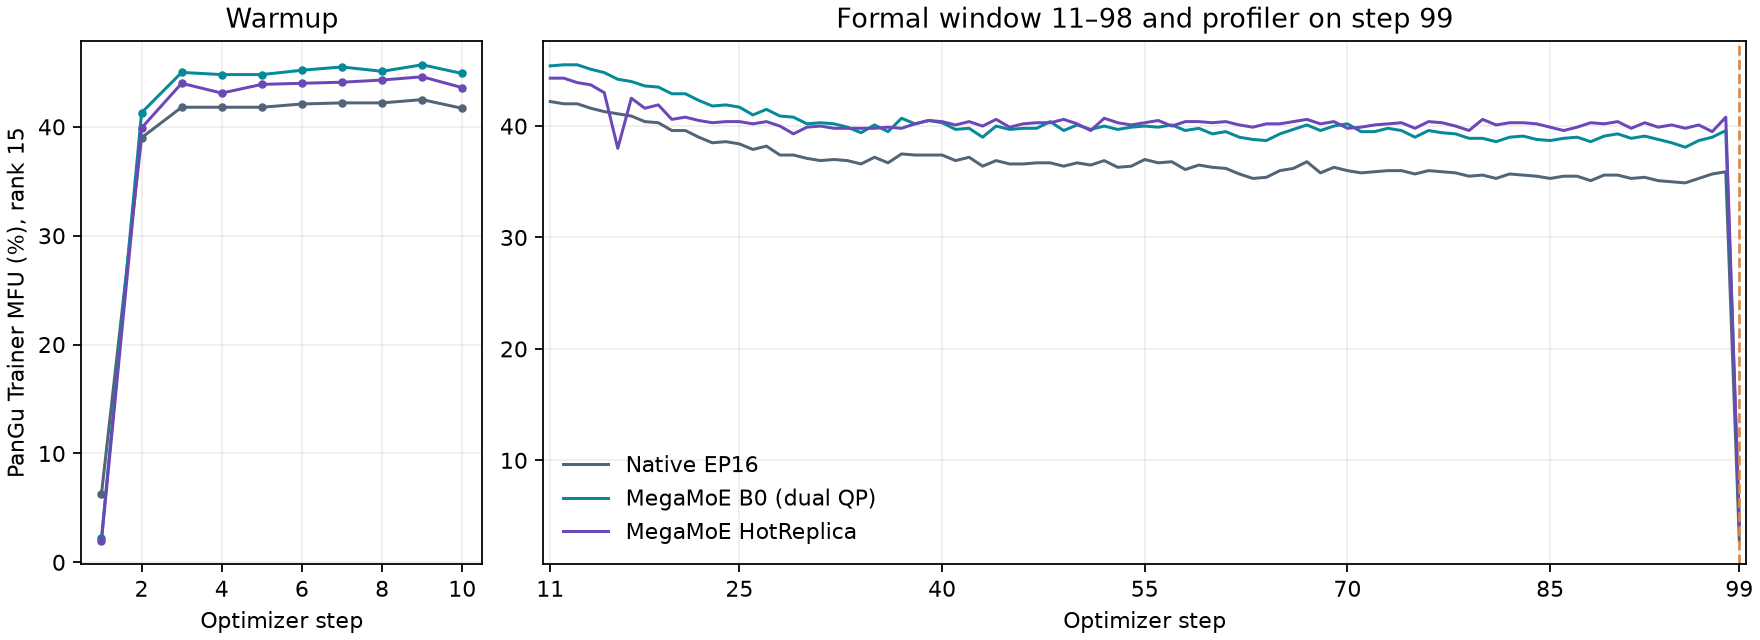 Warmup
PanGu Trainer MFU (%), rank 15
40
30
20
10
0
2 4 6 8 10
Optimizer step
Formal window 11–98 and profiler on step 99
40
30
20
10
Native EP16
MegaMoE B0 (dual QP)
MegaMoE HotReplica
11 25 40 55 70 85 99
Optimizer step